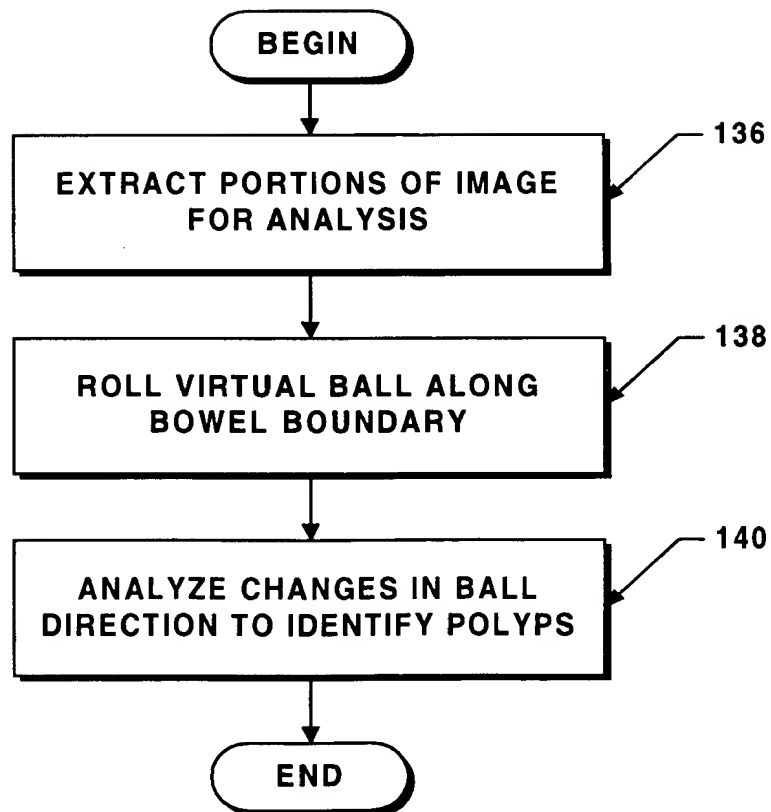 BEGIN
136
EXTRACT PORTIONS OF IMAGE
FOR ANALYSIS
138
ROLL VIRTUAL BALL ALONG
BOWEL BOUNDARY
140
ANALYZE CHANGES IN BALL
DIRECTION TO IDENTIFY POLYPS
END